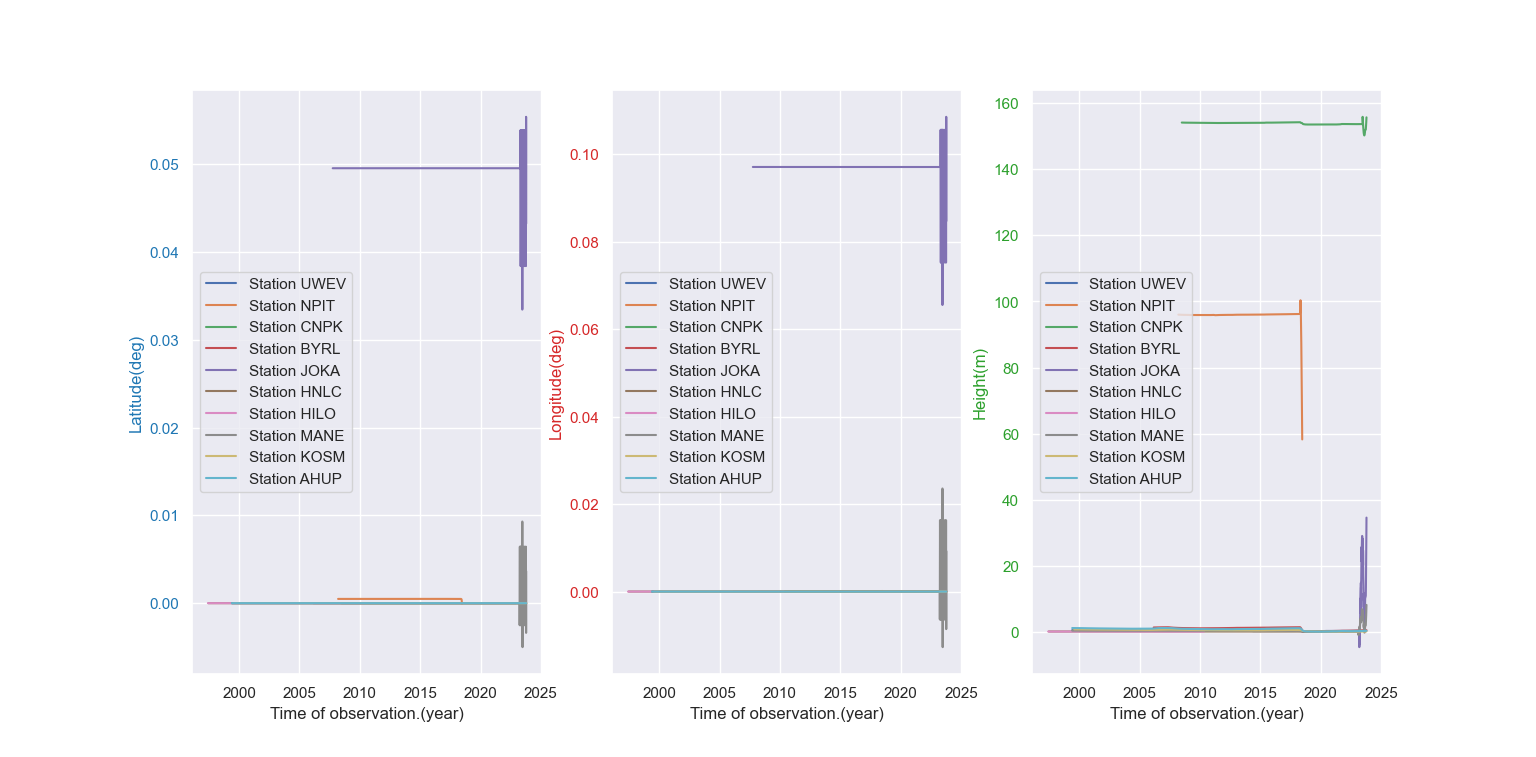 0.05
0.04
0.03
0.02
0.01
0.00
Latitude(deg)
Station UWEV
Station NPIT
Station CNPK
Station BYRL
Station JOKA
Station HNLC
Station HILO
Station MANE
Station KOSM
Station AHUP
2000 2005 2010 2015 2020 2025
Time of observation.(year)
0.10
0.08
0.06
0.04
0.02
0.00
Longitude(deg)
Station UWEV
Station NPIT
Station CNPK
Station BYRL
Station JOKA
Station HNLC
Station HILO
Station MANE
Station KOSM
Station AHUP
2000 2005 2010 2015 2020 2025
Time of observation.(year)
160
140
120
100
80
60
40
20
0
Height(m)
Station UWEV
Station NPIT
Station CNPK
Station BYRL
Station JOKA
Station HNLC
Station HILO
Station MANE
Station KOSM
Station AHUP
2000 2005 2010 2015 2020 2025
Time of observation.(year)